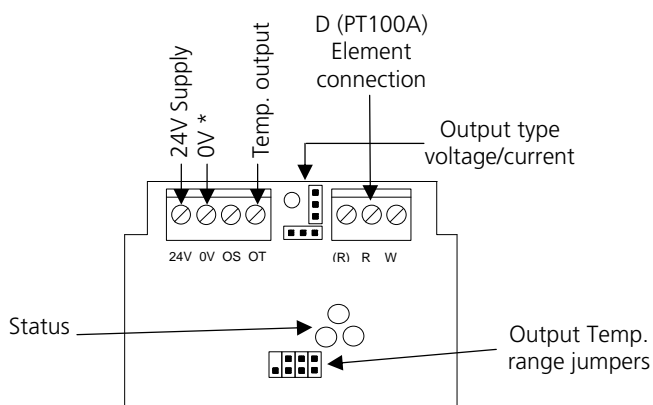 D (PT100A)
Element
connection
24V Supply
0V *
Temp. output
Output type
voltage/current
24V 0V OS OT
(R) R W
Status
Output Temp.
range jumpers